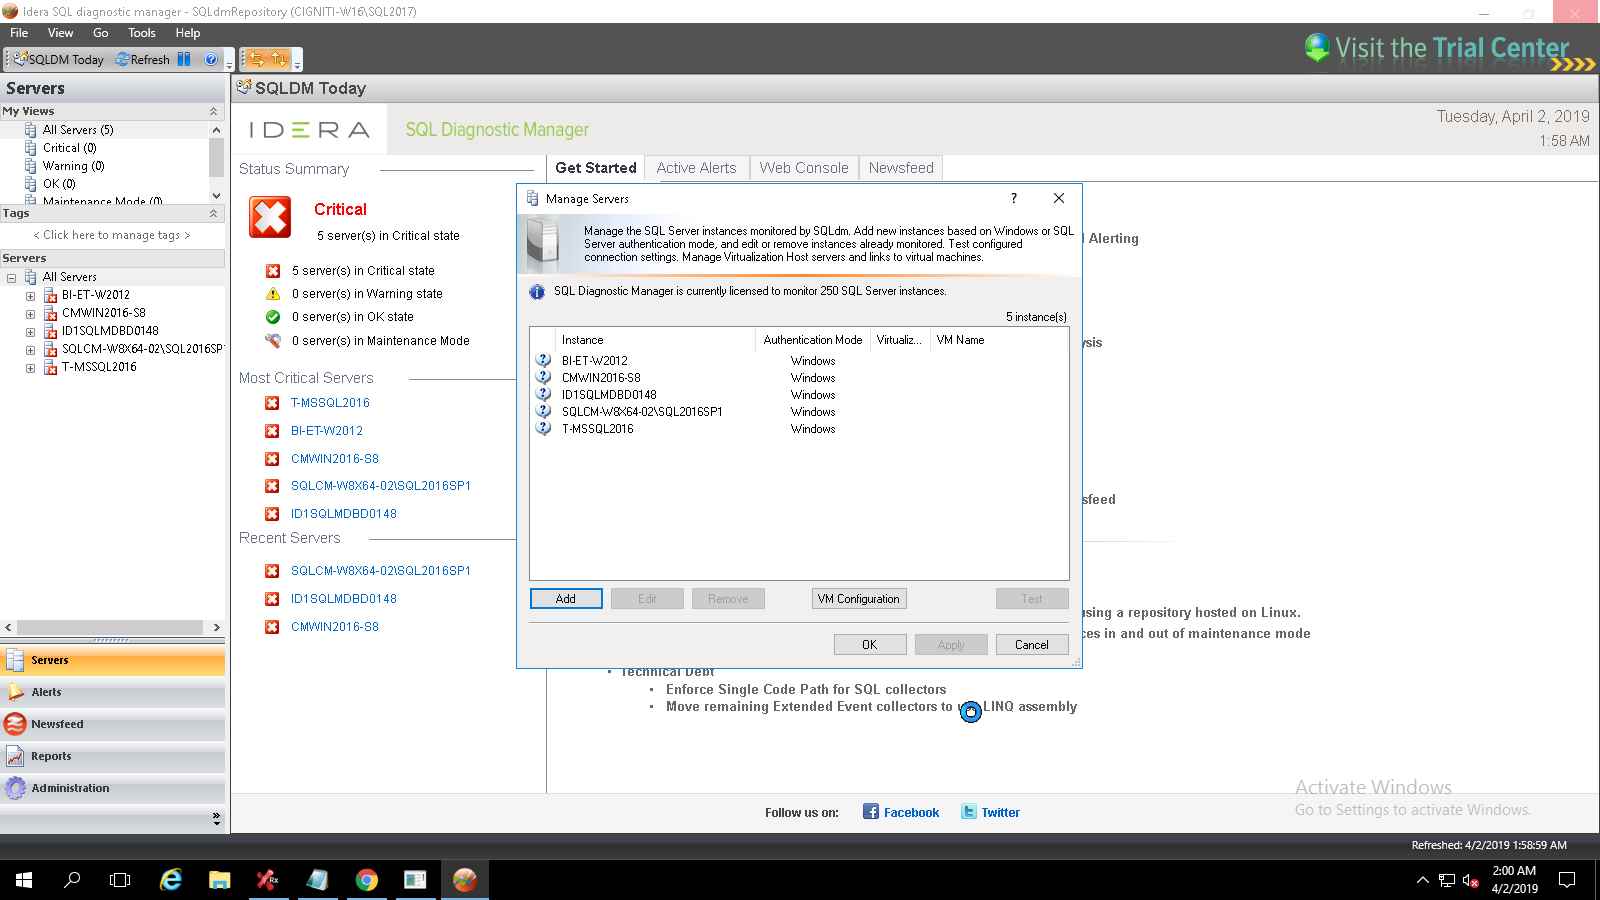 Idera SQL diagnostic manager - SQLdmRepository (CIGNITI-W16\SQL2017)
File View Go Tools Help
SQLDM Today Refresh
Visit the Trial Center
Servers
My Views
All Servers (5)
Critical (0)
Warning (0)
OK (0)
Maintenance Mode (0)
Tags
< Click here to manage tags >
Servers
All Servers
BI-ET-W2012
CMWIN2016-S8
ID1SQLMDBD0148
SQLCM-W8X64-02\SQL2016SP
T-MSSQL2016
Servers
Alerts
Newsfeed
Reports
Administration
SQLDM Today
IDERA SQL Diagnostic Manager
Tuesday, April 2, 2019
1:58 AM
Status Summary
Critical
5 server(s) in Critical state
5 server(s) in Critical state
0 server(s) in Warning state
0 server(s) in OK state
0 server(s) in Maintenance Mode
Most Critical Servers
T-MSSQL2016
BI-ET-W2012
CMWIN2016-S8
SQLCM-W8X64-02\SQL2016SP1
ID1SQLMDBD0148
Recent Servers
SQLCM-W8X64-02\SQL2016SP1
ID1SQLMDBD0148
CMWIN2016-S8
Get Started Active Alerts Web Console Newsfeed
Manage Servers ?
Manage the SQL Server instances monitored by SQLdm. Add new instances based on Windows or SQL
Server authentication mode, and edit or remove instances already monitored. Test configured
connection settings. Manage Virtualization Host servers and links to virtual machines.
SQL Diagnostic Manager is currently licensed to monitor 250 SQL Server instances.
5 instance(s)
Instance Authentication Mode Virtualiz... VM Name
BI-ET-W2012 Windows
CMWIN2016-S8 Windows
ID1SQLMDBD0148 Windows
SQLCM-W8X64-02\SQL2016SP1 Windows
T-MSSQL2016 Windows
Add Edit Remove VM Configuration Test
OK Apply Cancel
Alerting
ysis
sfeed
using a repository hosted on Linux.
ces in and out of maintenance mode
• Technical Debt
• Enforce Single Code Path for SQL collectors
• Move remaining Extended Event collectors to LINQ assembly
Follow us on: Facebook Twitter
Activate Windows
Go to Settings to activate Windows.
Refreshed: 4/2/2019 1:58:59 AM
2:00 AM
4/2/2019